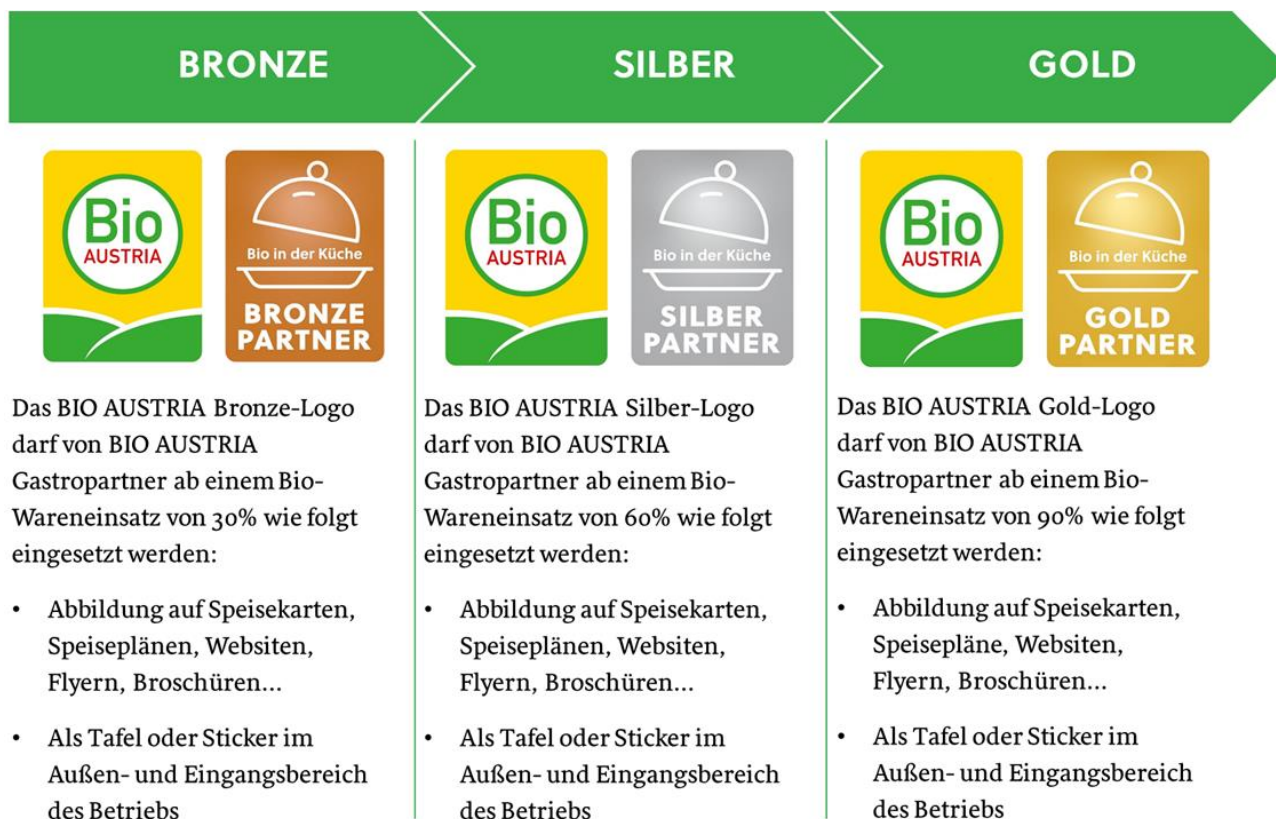 BRONZE
SILBER
GOLD
Bio
AUSTRIA
Bio in der Küche
BRONZE
PARTNER
Das BIO AUSTRIA Bronze-Logo
darf von BIO AUSTRIA
Gastropartner ab einem Bio-
Wareneinsatz von 30% wie folgt
eingesetzt werden:
• Abbildung auf Speisekarten,
Speiseplänen, Websiten,
Flyern, Broschüren...
• Als Tafel oder Sticker im
Außen- und Eingangsbereich
des Betriebs
Bio
AUSTRIA
Bio in der Küche
SILBER
PARTNER
Das BIO AUSTRIA Silber-Logo
darf von BIO AUSTRIA
Gastropartner ab einem Bio-
Wareneinsatz von 60% wie folgt
eingesetzt werden:
• Abbildung auf Speisekarten,
Speiseplänen, Websiten,
Flyern, Broschüren...
• Als Tafel oder Sticker im
Außen- und Eingangsbereich
des Betriebs
Bio
AUSTRIA
Bio in der Küche
GOLD
PARTNER
Das BIO AUSTRIA Gold-Logo
darf von BIO AUSTRIA
Gastropartner ab einem Bio-
Wareneinsatz von 90% wie folgt
eingesetzt werden:
• Abbildung auf Speisekarten,
Speisepläne, Websiten,
Flyern, Broschüren...
• Als Tafel oder Sticker im
Außen- und Eingangsbereich
des Betriebs